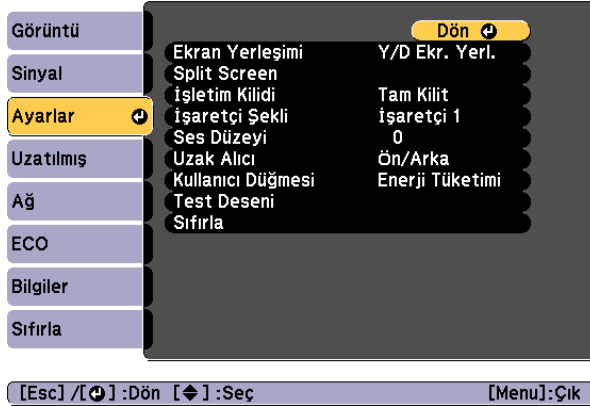 Görüntü
Sinyal
Ayarlar
Uzatılmış
Ağ
ECO
Bilgiler
Sıfırla
Dön
Ekran Yerleşimi Y/D Ekr. Yerl.
Split Screen
İşletim Kilidi Tam Kilit
İşaretçi Şekli İşaretçi 1
Ses Düzeyi 0
Uzak Alıcı Ön/Arka
Kullanıcı Düğmesi Enerji Tüketimi
Test Deseni
Sıfırla
[Esc] /[⏎] :Dön [◆] :Seç [Menu]:Çık